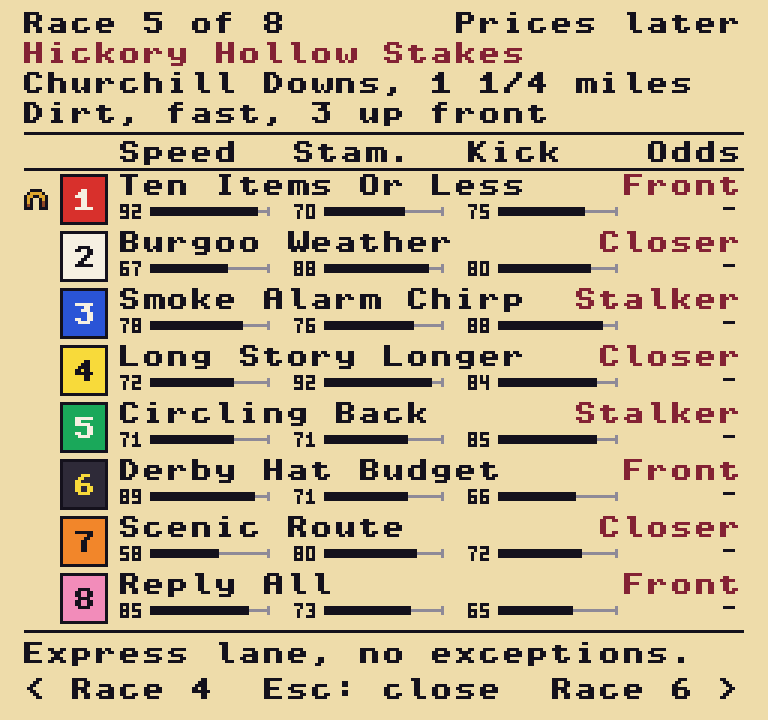 Race 5 of 8 Prices later
Hickory Hollow Stakes
Churchill Downs, 1 1/4 miles
Dirt, fast, 3 up front
Speed Stam. Kick Odds
1 Ten Items Or Less Front
92 70 75 -
2 Burgoo Weather Closer
67 88 80 -
3 Smoke Alarm Chirp Stalker
78 76 88 -
4 Long Story Longer Closer
72 92 84 -
5 Circling Back Stalker
71 71 85 -
6 Derby Hat Budget Front
89 71 66 -
7 Scenic Route Closer
58 80 72 -
8 Reply All Front
85 73 65 -
Express lane, no exceptions.
< Race 4 Esc: close Race 6 >